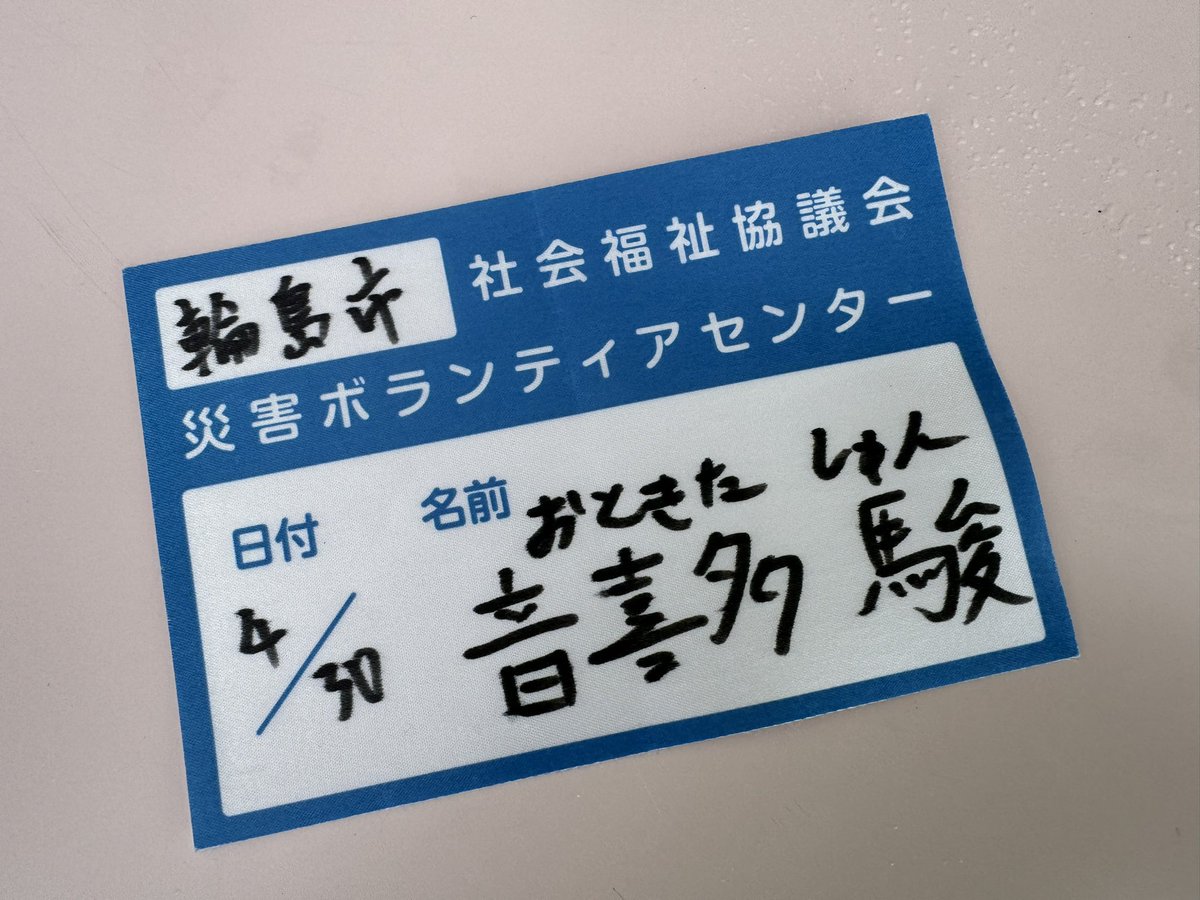 輪島市 社会福祉協議会
災害ボランティアセンター
日付 名前 おときた しゅん
4/30 音喜多 駿